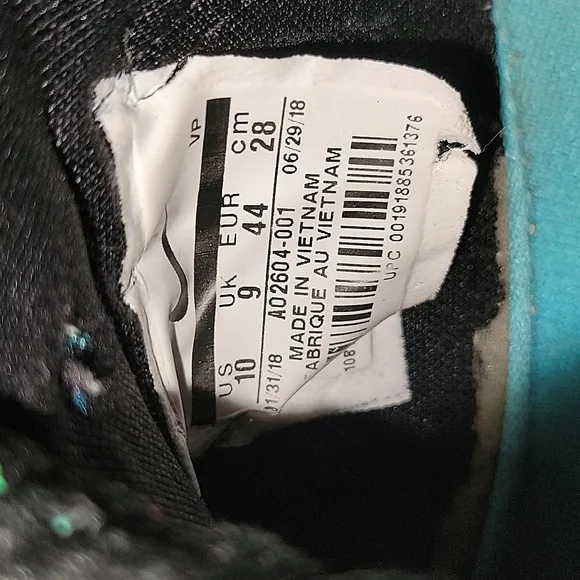 VP
US UK EUR cm
10 9 44 28
AO2604-001
01/31/18 06/29/18
MADE IN VIETNAM
FABRIQUE AU VIETNAM
UPC 00191885361376
108